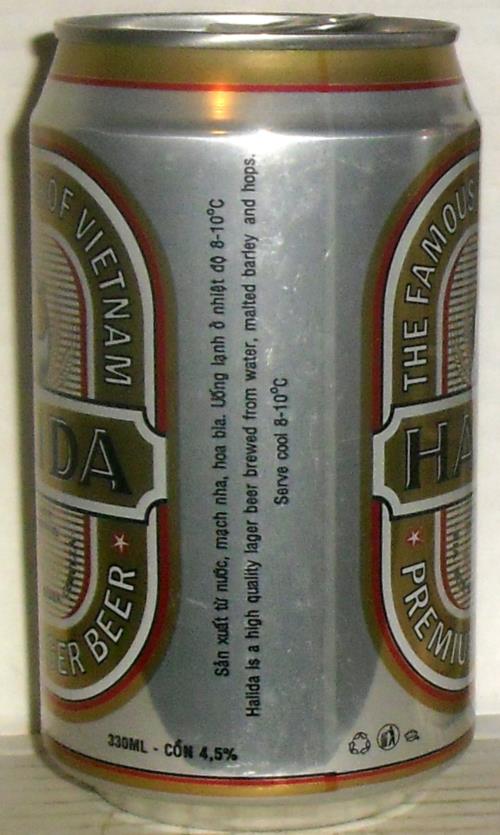 OF VIETNAM
DA
ER BEER
Sản xuất từ nước, mạch nha, hoa bia. Uống lạnh ở nhiệt độ 8-10°C
Halida is a high quality lager beer brewed from water, malted barley and hops.
Serve cool 8-10°C
330ML - CỒN 4,5%
THE FAMOUS
HA
PREMIU